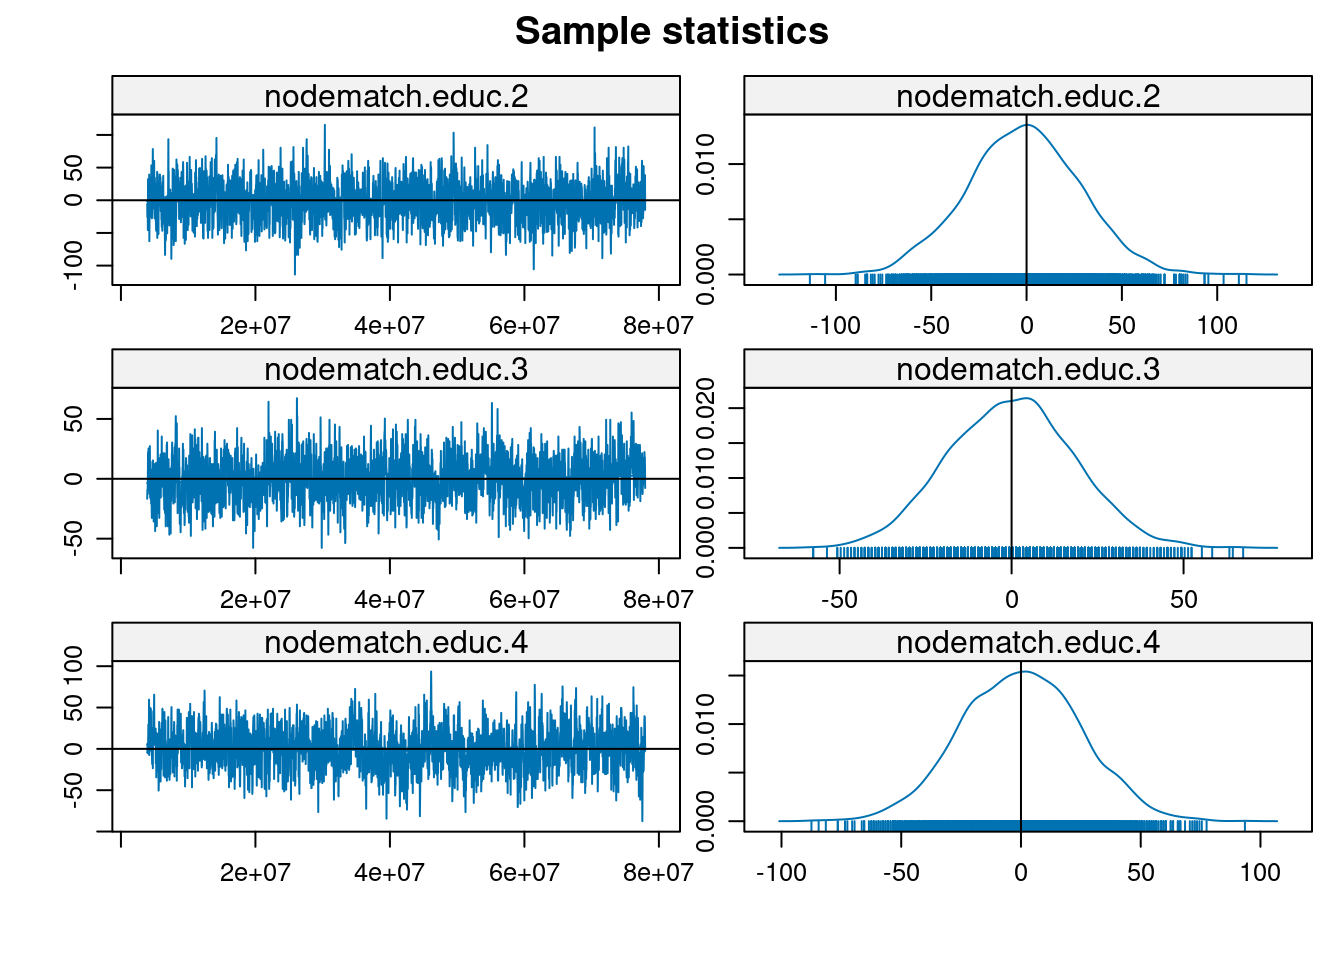 Sample statistics
nodematch.educ.2
-100 0 50
2e+07 4e+07 6e+07 8e+07
nodematch.educ.2
0.000 0.010
-100 -50 0 50 100
nodematch.educ.3
-50 0 50
2e+07 4e+07 6e+07 8e+07
nodematch.educ.3
0.000 0.010 0.020
-50 0 50
nodematch.educ.4
-50 0 50 100
2e+07 4e+07 6e+07 8e+07
nodematch.educ.4
0.000 0.010
-100 -50 0 50 100